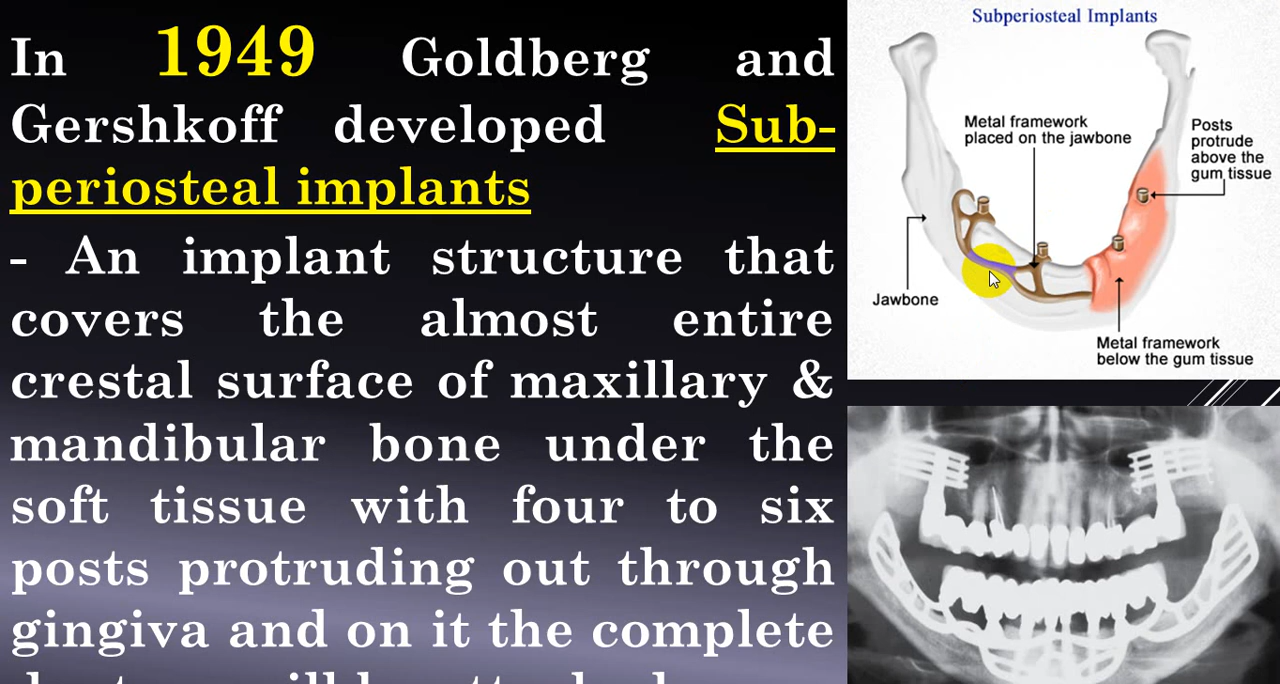 In 1949 Goldberg and
Gershkoff developed Sub-
periosteal implants
- An implant structure that
covers the almost entire
crestal surface of maxillary &
mandibular bone under the
soft tissue with four to six
posts protruding out through
gingiva and on it the complete
Subperiosteal Implants
Metal framework
placed on the jawbone
Posts
protrude
above the
gum tissue
Jawbone
Metal framework
below the gum tissue